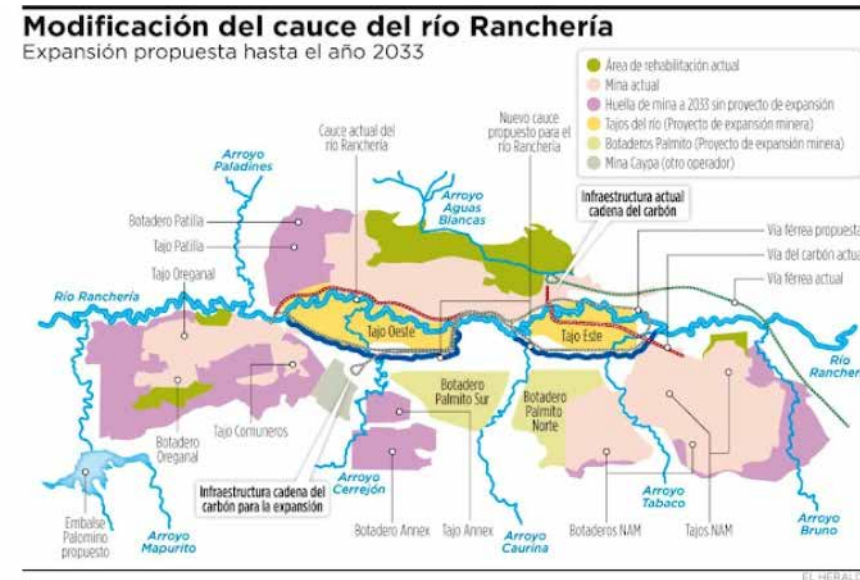 Modificación del cauce del río Ranchería
Expansión propuesta hasta el año 2033
Área de rehabilitación actual
Mina actual
Huella de mina a 2033 sin proyecto de expansión
Tajos del río (Proyecto de expansión minera)
Botaderos Palmito (Proyecto de expansión minera)
Mina Caypa (otro operador)
Nuevo cauce
propuesto para el
río Ranchería
Cauce actual del
río Ranchería
Arroyo
Paladines
Arroyo
Aguas
Blancas
Infraestructura actual
cadena del carbón
Botadero Patilla
Tajo Patilla
Tajo Oreganal
Vía férrea propuesta
Vía del carbón actual
Vía férrea actual
Río Ranchería
Tajo Oeste
Tajo Este
Río
Rancher
Botadero
Palmito Sur
Botadero
Palmito
Norte
Tajo Comuneros
Botadero
Oreganal
Infraestructura cadena del
carbón para la expansión
Arroyo
Cerrejón
Arroyo
Tabaco
Embalse
Palomino
propuesto
Arroyo
Mapurito
Botadero Annex
Tajo Annex
Arroyo
Caurina
Botaderos NAM
Tajos NAM
Arroyo
Bruno
EL HERALDO